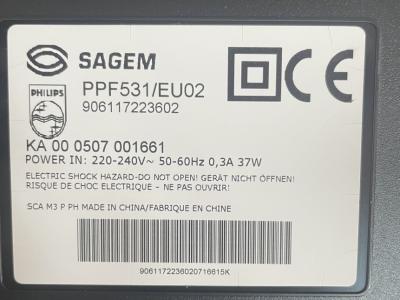 SAGEM
PPF531/EU02
906117223602
PHILIPS
KA 00 0507 001661
POWER IN: 220-240V~ 50-60Hz 0,3A 37W
ELECTRIC SHOCK HAZARD-DO NOT OPEN! GERÄT NICHT ÖFFNEN!
RISQUE DE CHOC ELECTRIQUE - NE PAS OUVRIR!
SCA M3 P PH MADE IN CHINA/FABRIQUE EN CHINE
9061172236020716615K